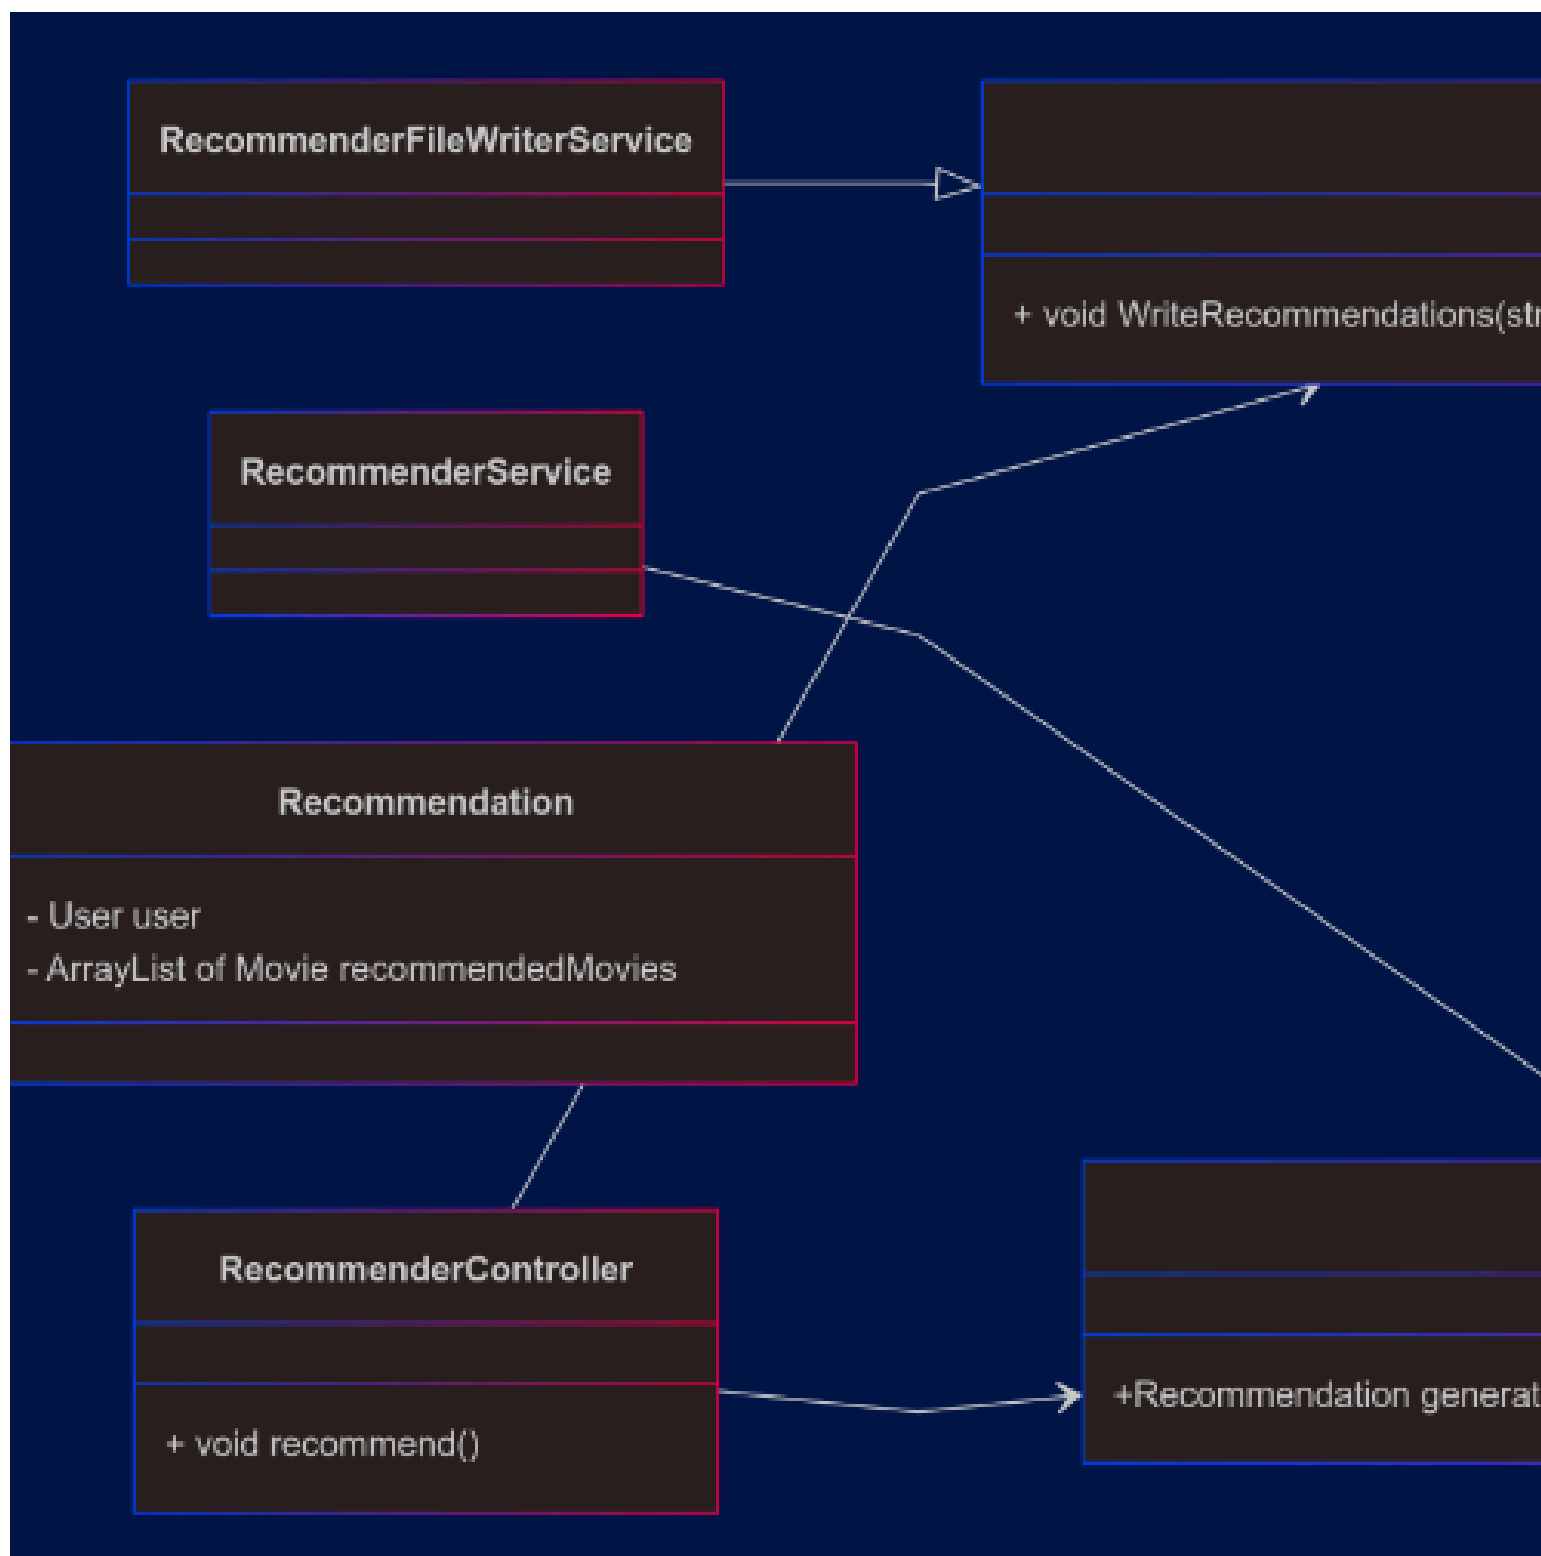 RecommenderFileWriterService
+ void WriteRecommendations(str
RecommenderService
Recommendation
- User user
- ArrayList of Movie recommendedMovies
RecommenderController
+ void recommend()
+Recommendation generat